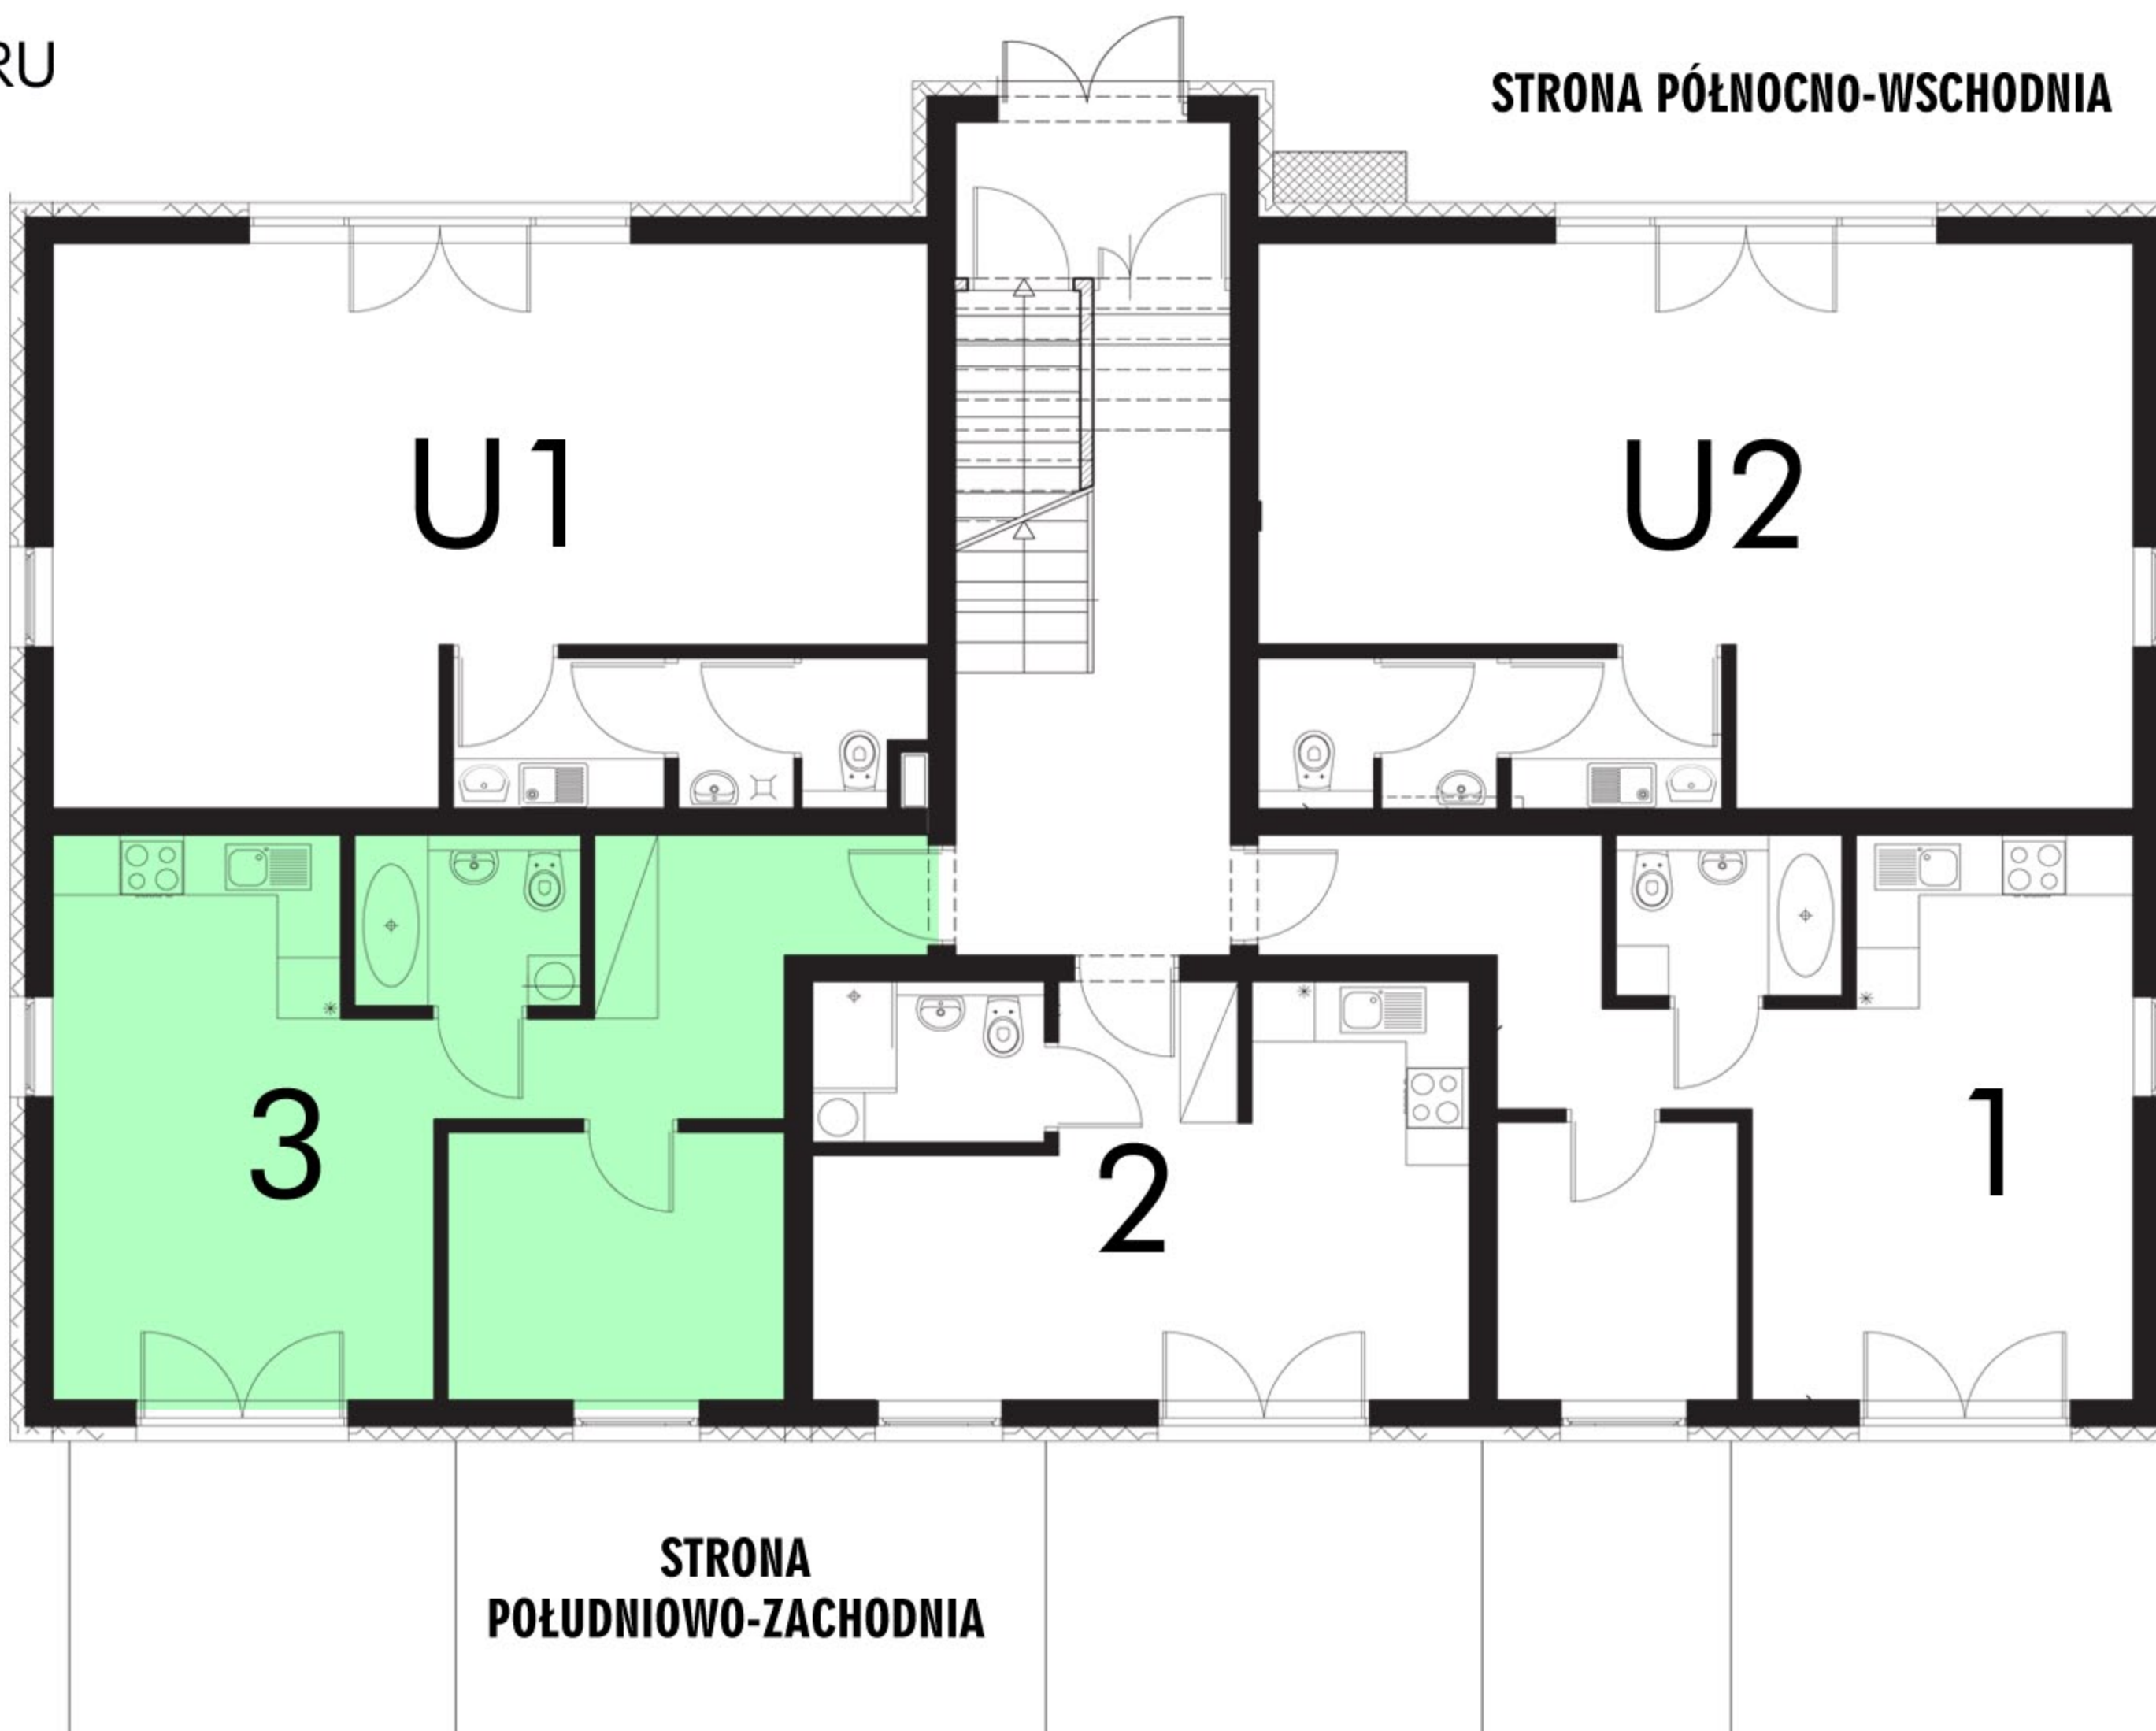 RU
STRONA PÓŁNOCNO-WSCHODNIA
U1
U2
3
2
1
STRONA
POŁUDNIOWO-ZACHODNIA